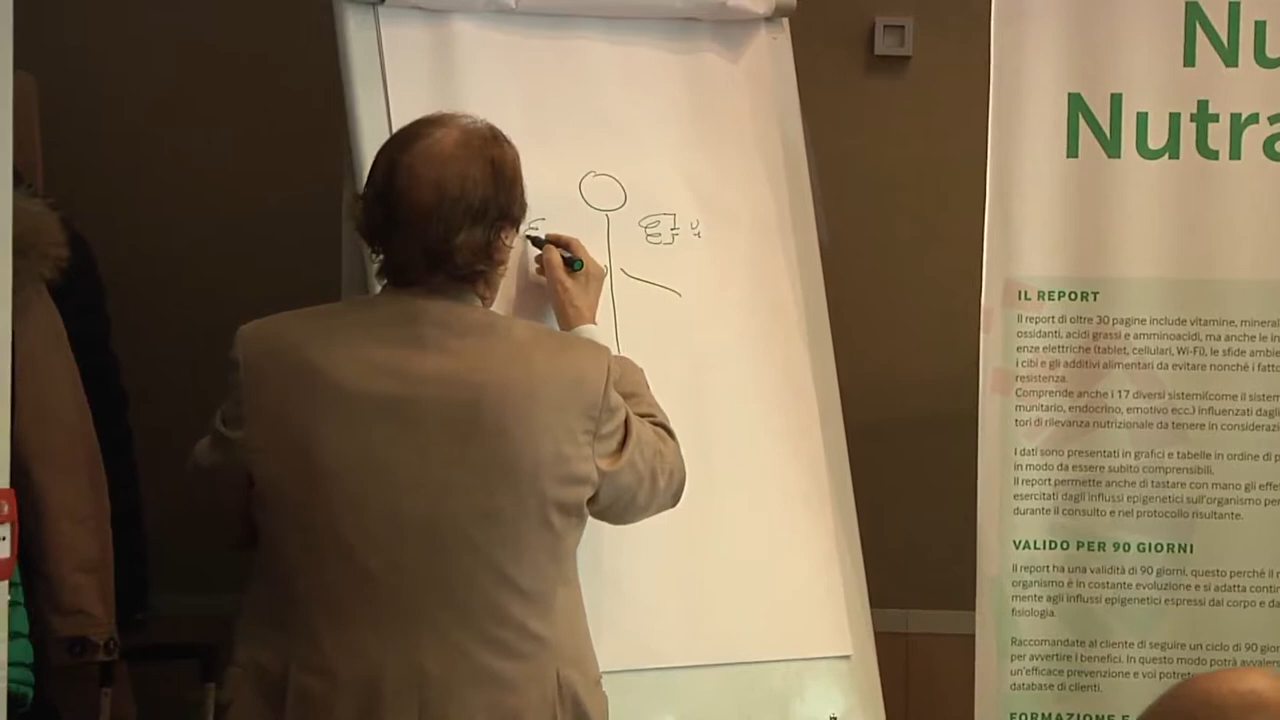 Nu
Nutra
IL REPORT
Il report di oltre 30 pagine include vitamine, mineral
ossidanti, acidi grassi e amminoacidi, ma anche le in
enze elettriche (tablet, cellulari, Wi-Fi), le sfide ambie
i cibi e gli additivi alimentari da evitare nonché i fatto
resistenza.
Comprende anche i 17 diversi sistemi(come il sistem
munitario, endocrino, emotivo ecc.) influenzati dagli
tori di rilevanza nutrizionale da tenere in considerazi
I dati sono presentati in grafici e tabelle in ordine di p
in modo da essere subito comprensibili.
Il report permette anche di tastare con mano gli effe
esercitati dagli influssi epigenetici sull'organismo pe
durante il consulto e nel protocollo risultante.
VALIDO PER 90 GIORNI
Il report ha una validità di 90 giorni, questo perché il
organismo è in costante evoluzione e si adatta contin
mente agli influssi epigenetici espressi dal corpo e da
fisiologia.
Raccomandate al cliente di seguire un ciclo di 90 gior
per avvertire i benefici. In questo modo potrà avvaler
un'efficace prevenzione e voi potret
database di clienti.
FORMAZIONE E